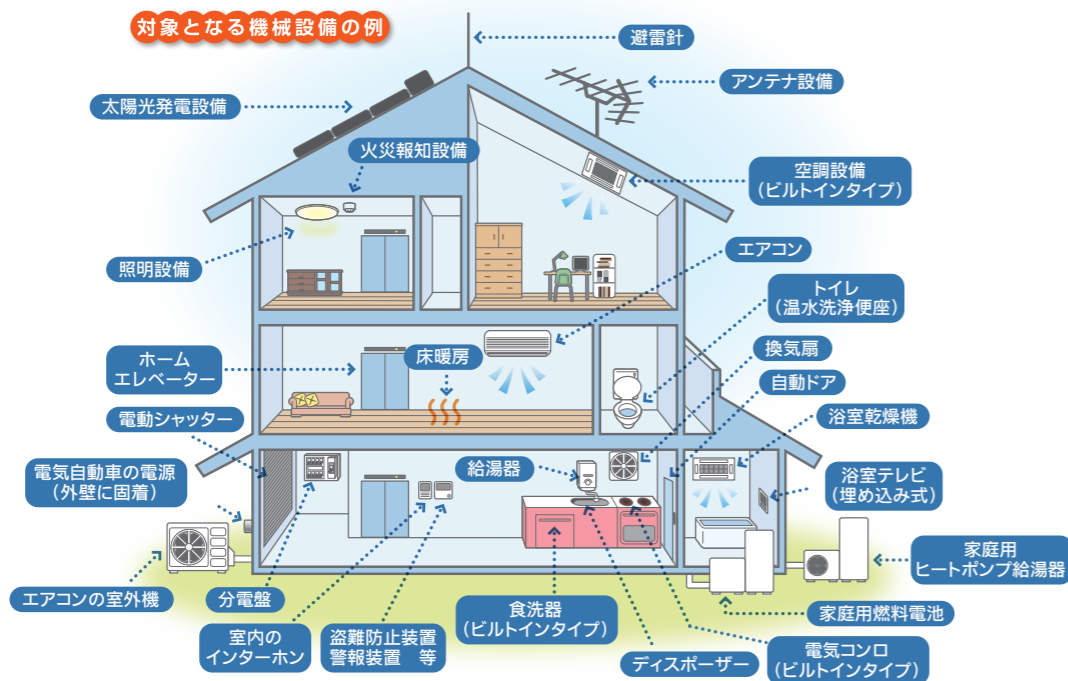 対象となる機械設備の例
避雷針
アンテナ設備
太陽光発電設備
火災報知設備
空調設備
（ビルトインタイプ）
照明設備
エアコン
トイレ
（温水洗浄便座）
ホーム
エレベーター
床暖房
換気扇
自動ドア
電動シャッター
浴室乾燥機
電気自動車の電源
（外壁に固着）
給湯器
浴室テレビ
（埋め込み式）
家庭用
ヒートポンプ給湯器
エアコンの室外機
分電盤
食洗器
（ビルトインタイプ）
家庭用燃料電池
室内の
インターホン
盗難防止装置
警報装置　等
ディスポーザー
電気コンロ
（ビルトインタイプ）